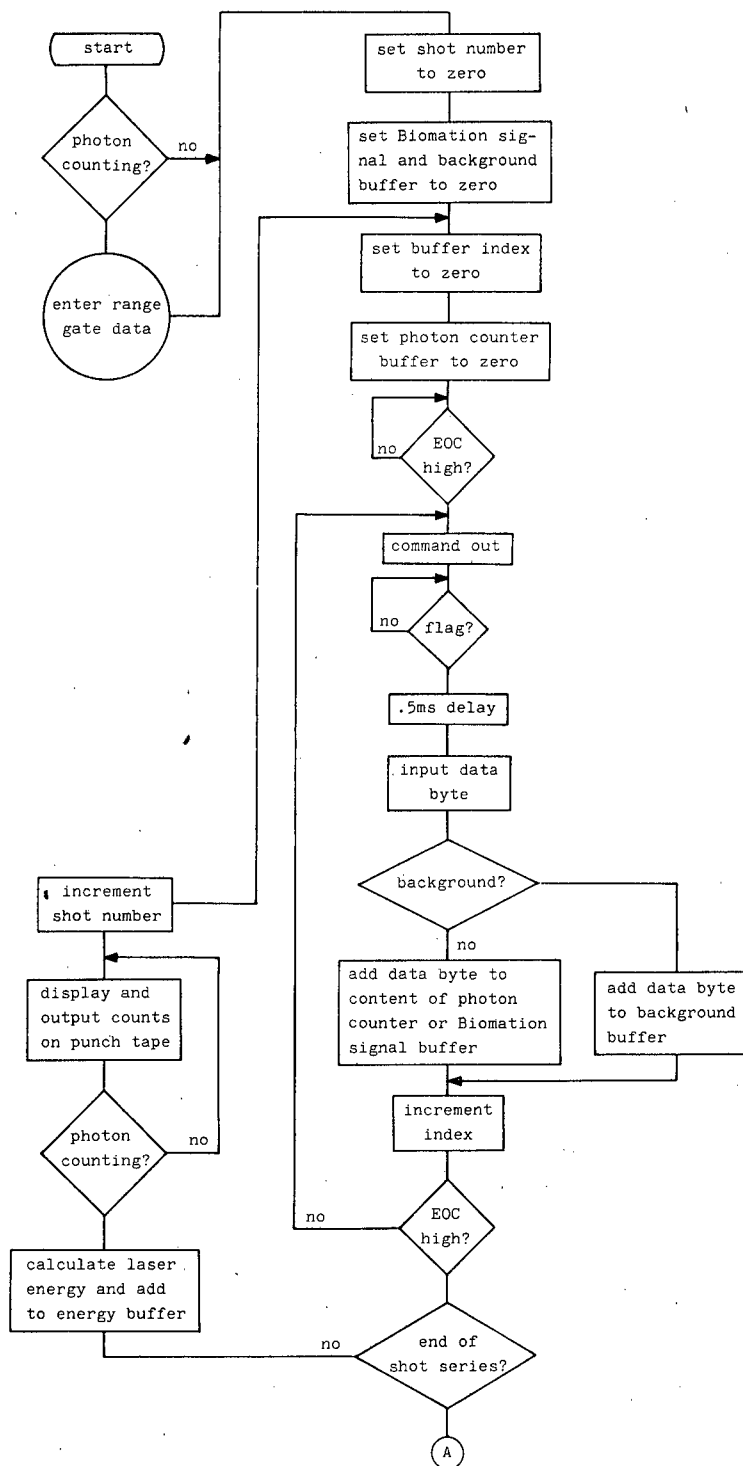 start
photon
counting?
no
enter range
gate data
set shot number
to zero
set Biomation sig-
nal and background
buffer to zero
set buffer index
to zero
set photon counter
buffer to zero
EOC
high?
no
command out
flag?
no
.5ms delay
input data
byte
background?
no
add data byte to
content of photon
counter or Biomation
signal buffer
add data byte
to background
buffer
increment
index
EOC
high?
no
end of
shot series?
no
A
calculate laser
energy and add
to energy buffer
photon
counting?
no
display and
output counts
on punch tape
increment
shot number